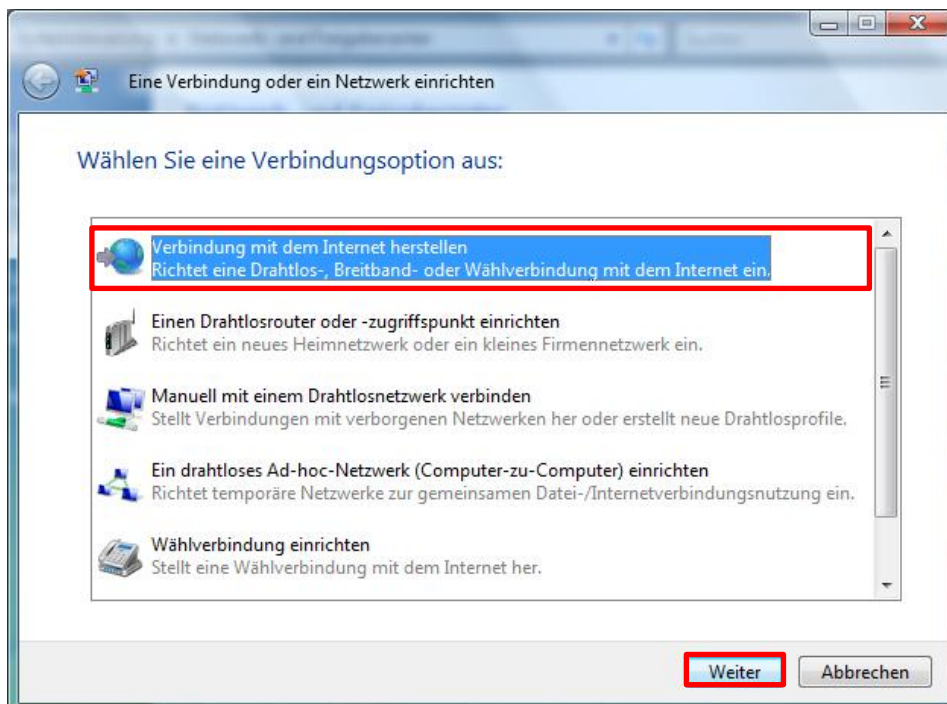 Eine Verbindung oder ein Netzwerk einrichten
Wählen Sie eine Verbindungsoption aus:
Verbindung mit dem Internet herstellen
Richtet eine Drahtlos-, Breitband- oder Wählverbindung mit dem Internet ein.
Einen Drahtlosrouter oder -zugriffspunkt einrichten
Richtet ein neues Heimnetzwerk oder ein kleines Firmennetzwerk ein.
Manuell mit einem Drahtlosnetzwerk verbinden
Stellt Verbindungen mit verborgenen Netzwerken her oder erstellt neue Drahtlosprofile.
Ein drahtloses Ad-hoc-Netzwerk (Computer-zu-Computer) einrichten
Richtet temporäre Netzwerke zur gemeinsamen Datei-/Internetverbindungsnutzung ein.
Wählverbindung einrichten
Stellt eine Wählverbindung mit dem Internet her.
Weiter Abbrechen